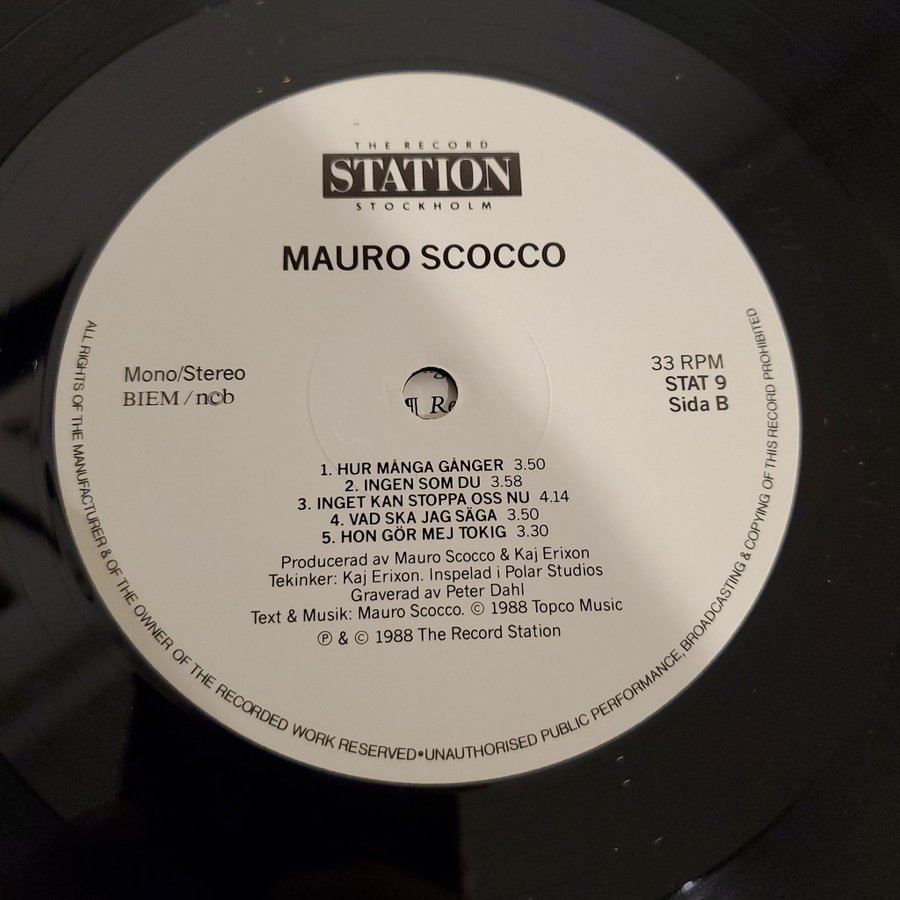 THE RECORD
STATION
STOCKHOLM
MAURO SCOCCO
Mono/Stereo
BIEM / ncb
33 RPM
STAT 9
Sida B
1. HUR MÅNGA GÅNGER 3.50
2. INGEN SOM DU 3.58
3. INGET KAN STOPPA OSS NU 4.14
4. VAD SKA JAG SÄGA 3.50
5. HON GÖR MEJ TOKIG 3.30
Producerad av Mauro Scocco & Kaj Erixon
Tekinker: Kaj Erixon. Inspelad i Polar Studios
Graverad av Peter Dahl
Text & Musik: Mauro Scocco. © 1988 Topco Music
℗ & © 1988 The Record Station
ALL RIGHTS OF THE MANUFACTURER & OF THE OWNER OF THE RECORDED WORK RESERVED•UNAUTHORISED PUBLIC PERFORMANCE, BROADCASTING & COPYING OF THIS RECORD PROHIBITED